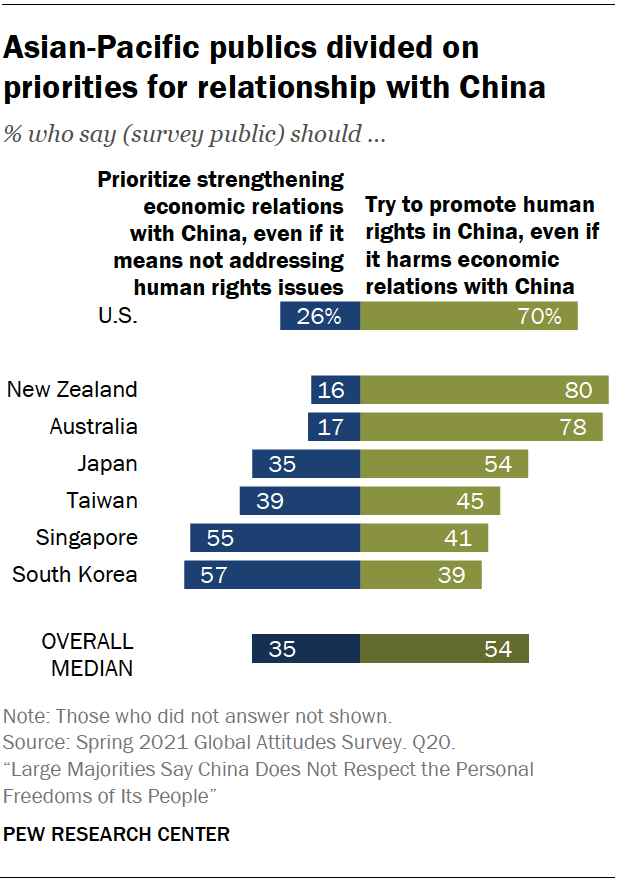 Asian-Pacific publics divided on
priorities for relationship with China
% who say (survey public) should ...
Prioritize strengthening
economic relations
with China, even if it
means not addressing
human rights issues
Try to promote human
rights in China, even if
it harms economic
relations with China
U.S. 26% 70%
New Zealand 16 80
Australia 17 78
Japan 35 54
Taiwan 39 45
Singapore 55 41
South Korea 57 39
OVERALL
MEDIAN 35 54
Note: Those who did not answer not shown.
Source: Spring 2021 Global Attitudes Survey. Q20.
“Large Majorities Say China Does Not Respect the Personal
Freedoms of Its People”
PEW RESEARCH CENTER